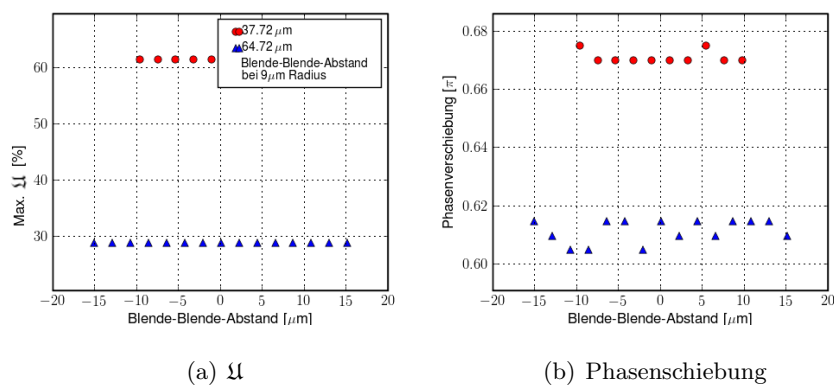 37.72 μm
64.72 μm
Blende-Blende-Abstand
bei 9μm Radius
60
50
40
30
Max. 𝔘 [%]
−20 −15 −10 −5 0 5 10 15 20
Blende-Blende-Abstand [μm]
(a) 𝔘
0.68
0.66
0.64
0.62
0.60
Phasenverschiebung [π]
−20 −15 −10 −5 0 5 10 15 20
Blende-Blende-Abstand [μm]
(b) Phasenschiebung